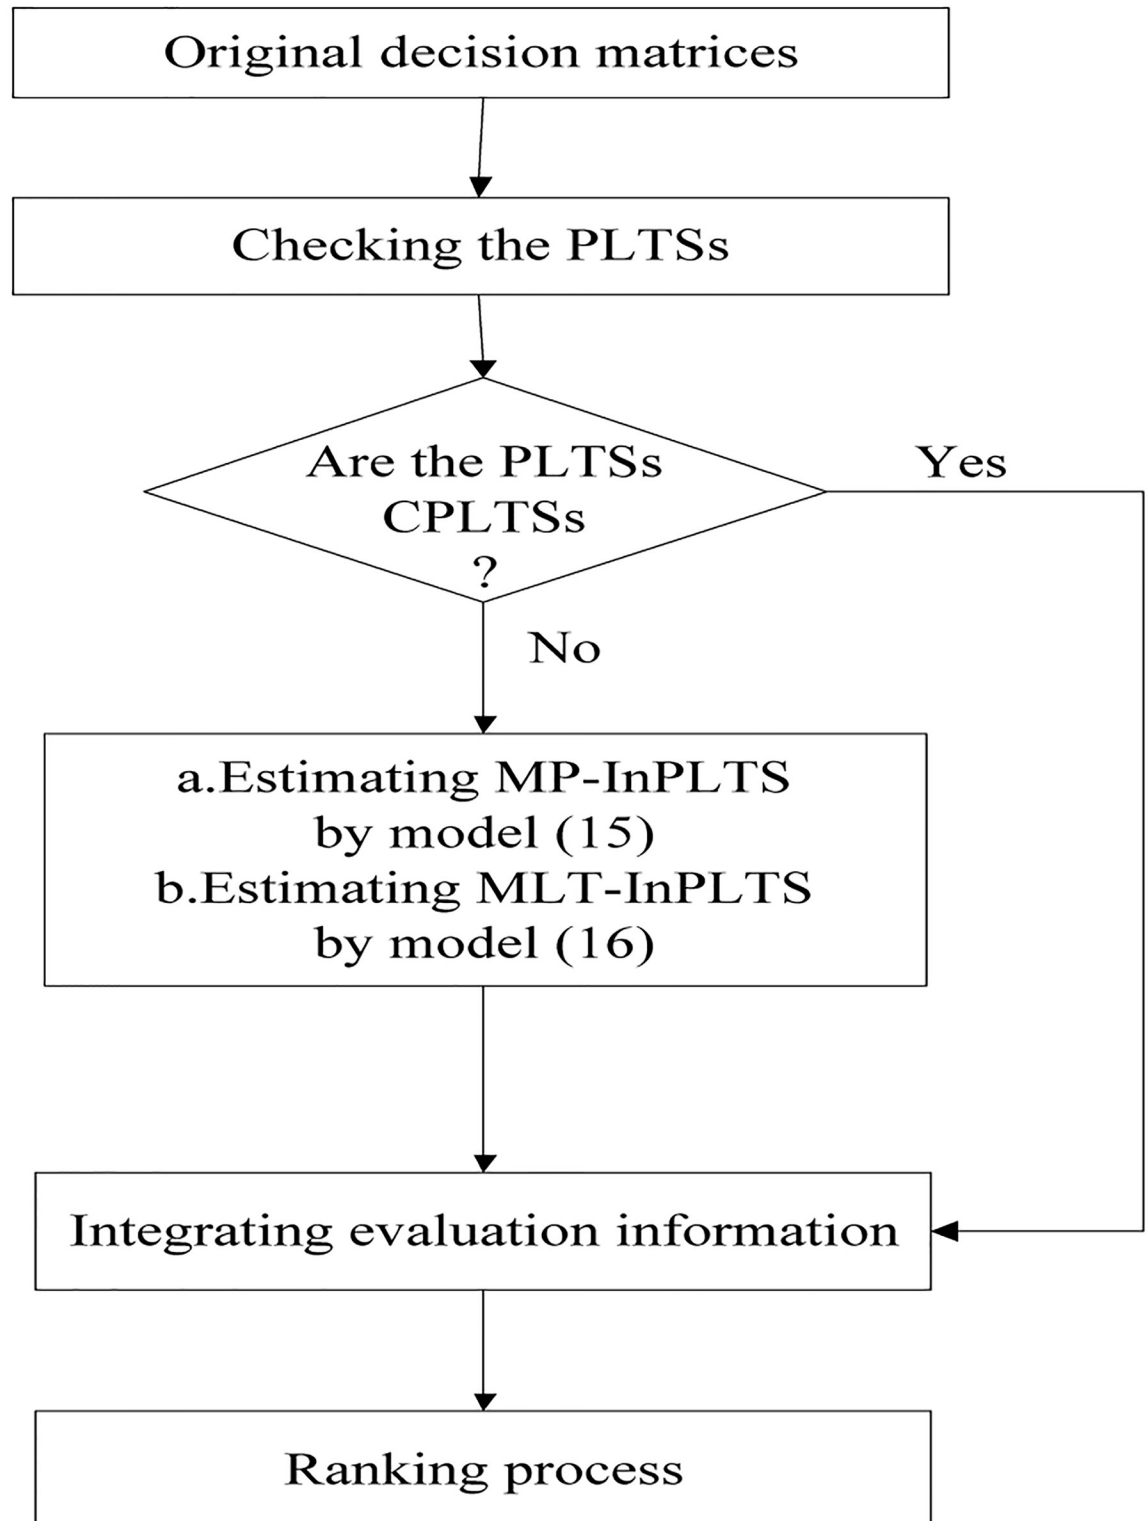 Original decision matrices
Checking the PLTSs
Are the PLTSs
CPLTSs
?
Yes
No
a.Estimating MP-InPLTS
by model (15)
b.Estimating MLT-InPLTS
by model (16)
Integrating evaluation information
Ranking process